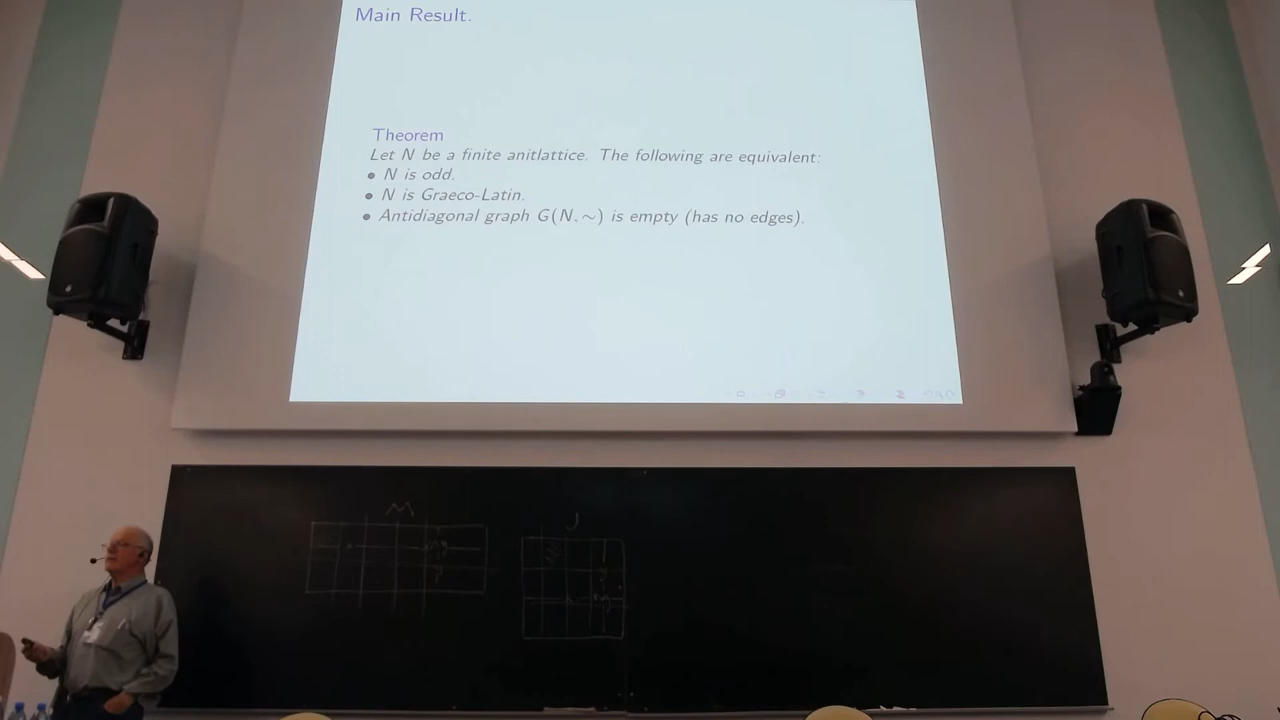 Main Result.
Theorem
Let N be a finite anitlattice. The following are equivalent:
• N is odd.
• N is Graeco-Latin.
• Antidiagonal graph G(N, ∼) is empty (has no edges).
M
J